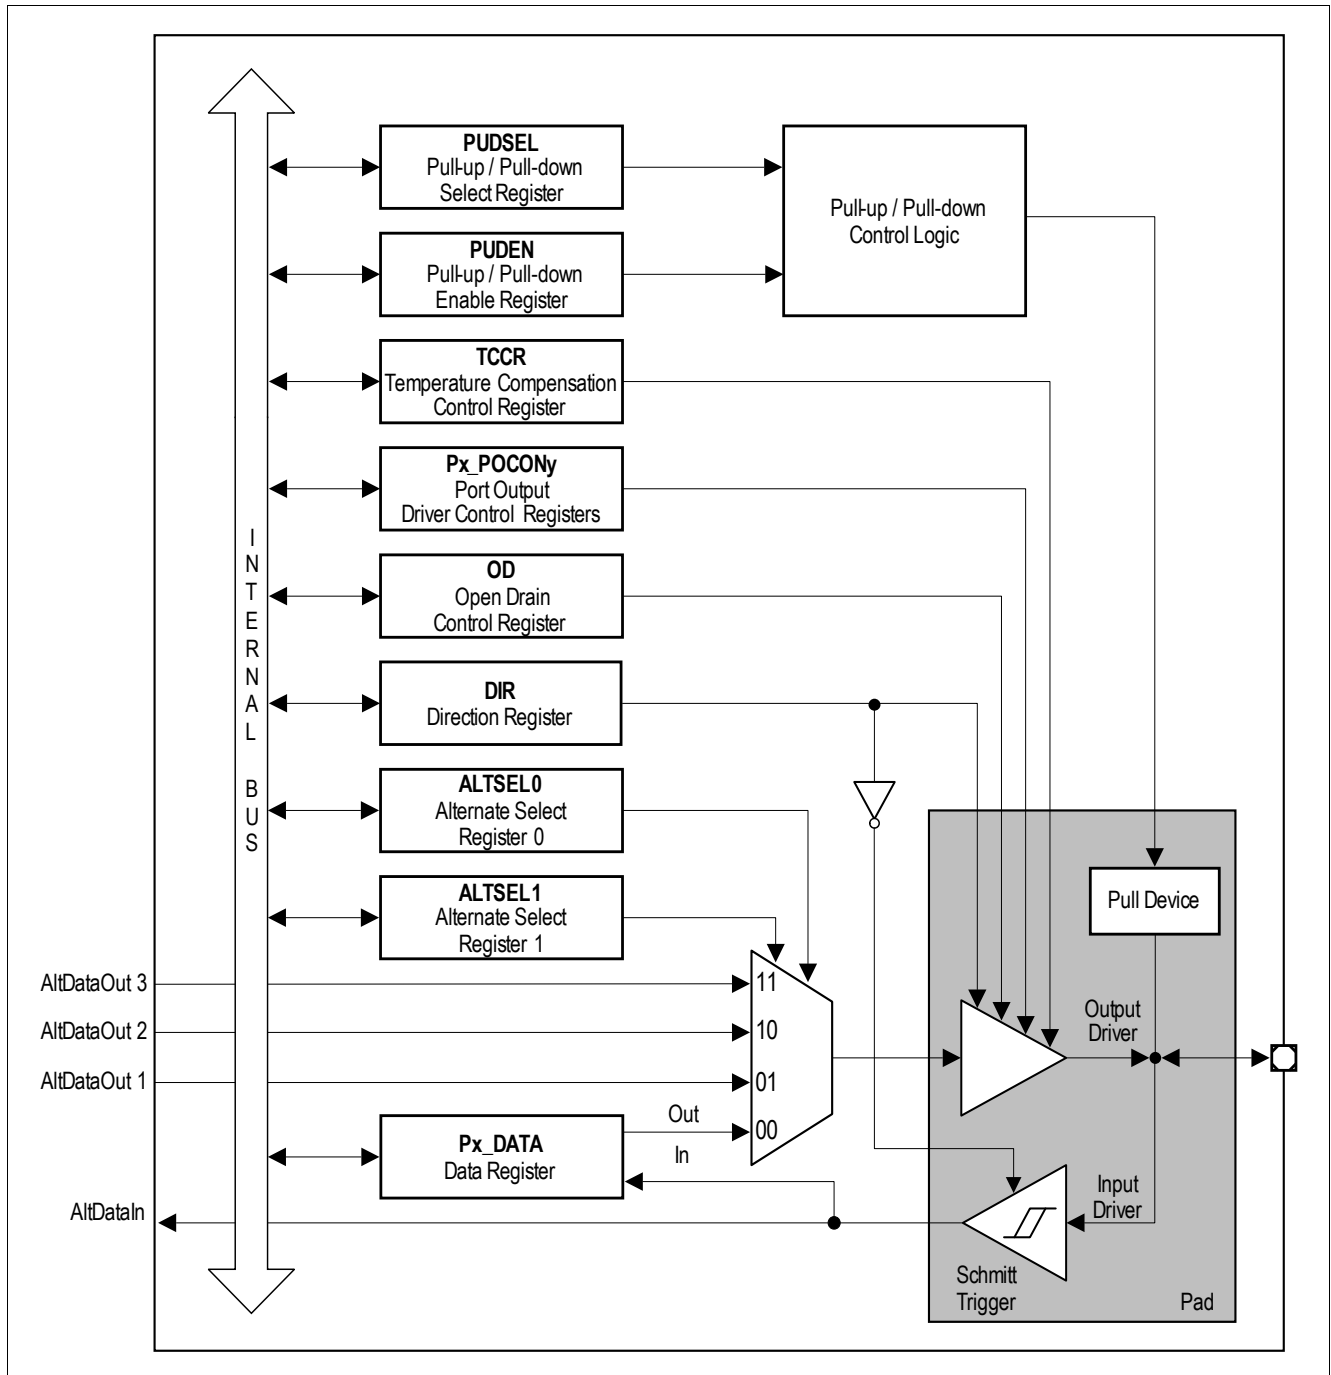 PUDSEL
Pull-up / Pull-down
Select Register
Pull-up / Pull-down
Control Logic
PUDEN
Pull-up / Pull-down
Enable Register
TCCR
Temperature Compensation
Control Register
Px_POCONy
Port Output
Driver Control Registers
OD
Open Drain
Control Register
INTERNAL BUS
DIR
Direction Register
ALTSEL0
Alternate Select
Register 0
ALTSEL1
Alternate Select
Register 1
Pull Device
AltDataOut 3
11
AltDataOut 2
10
Output
Driver
AltDataOut 1
01
Out
00
Px_DATA
Data Register
In
AltDataIn
Input
Driver
Schmitt
Trigger
Pad